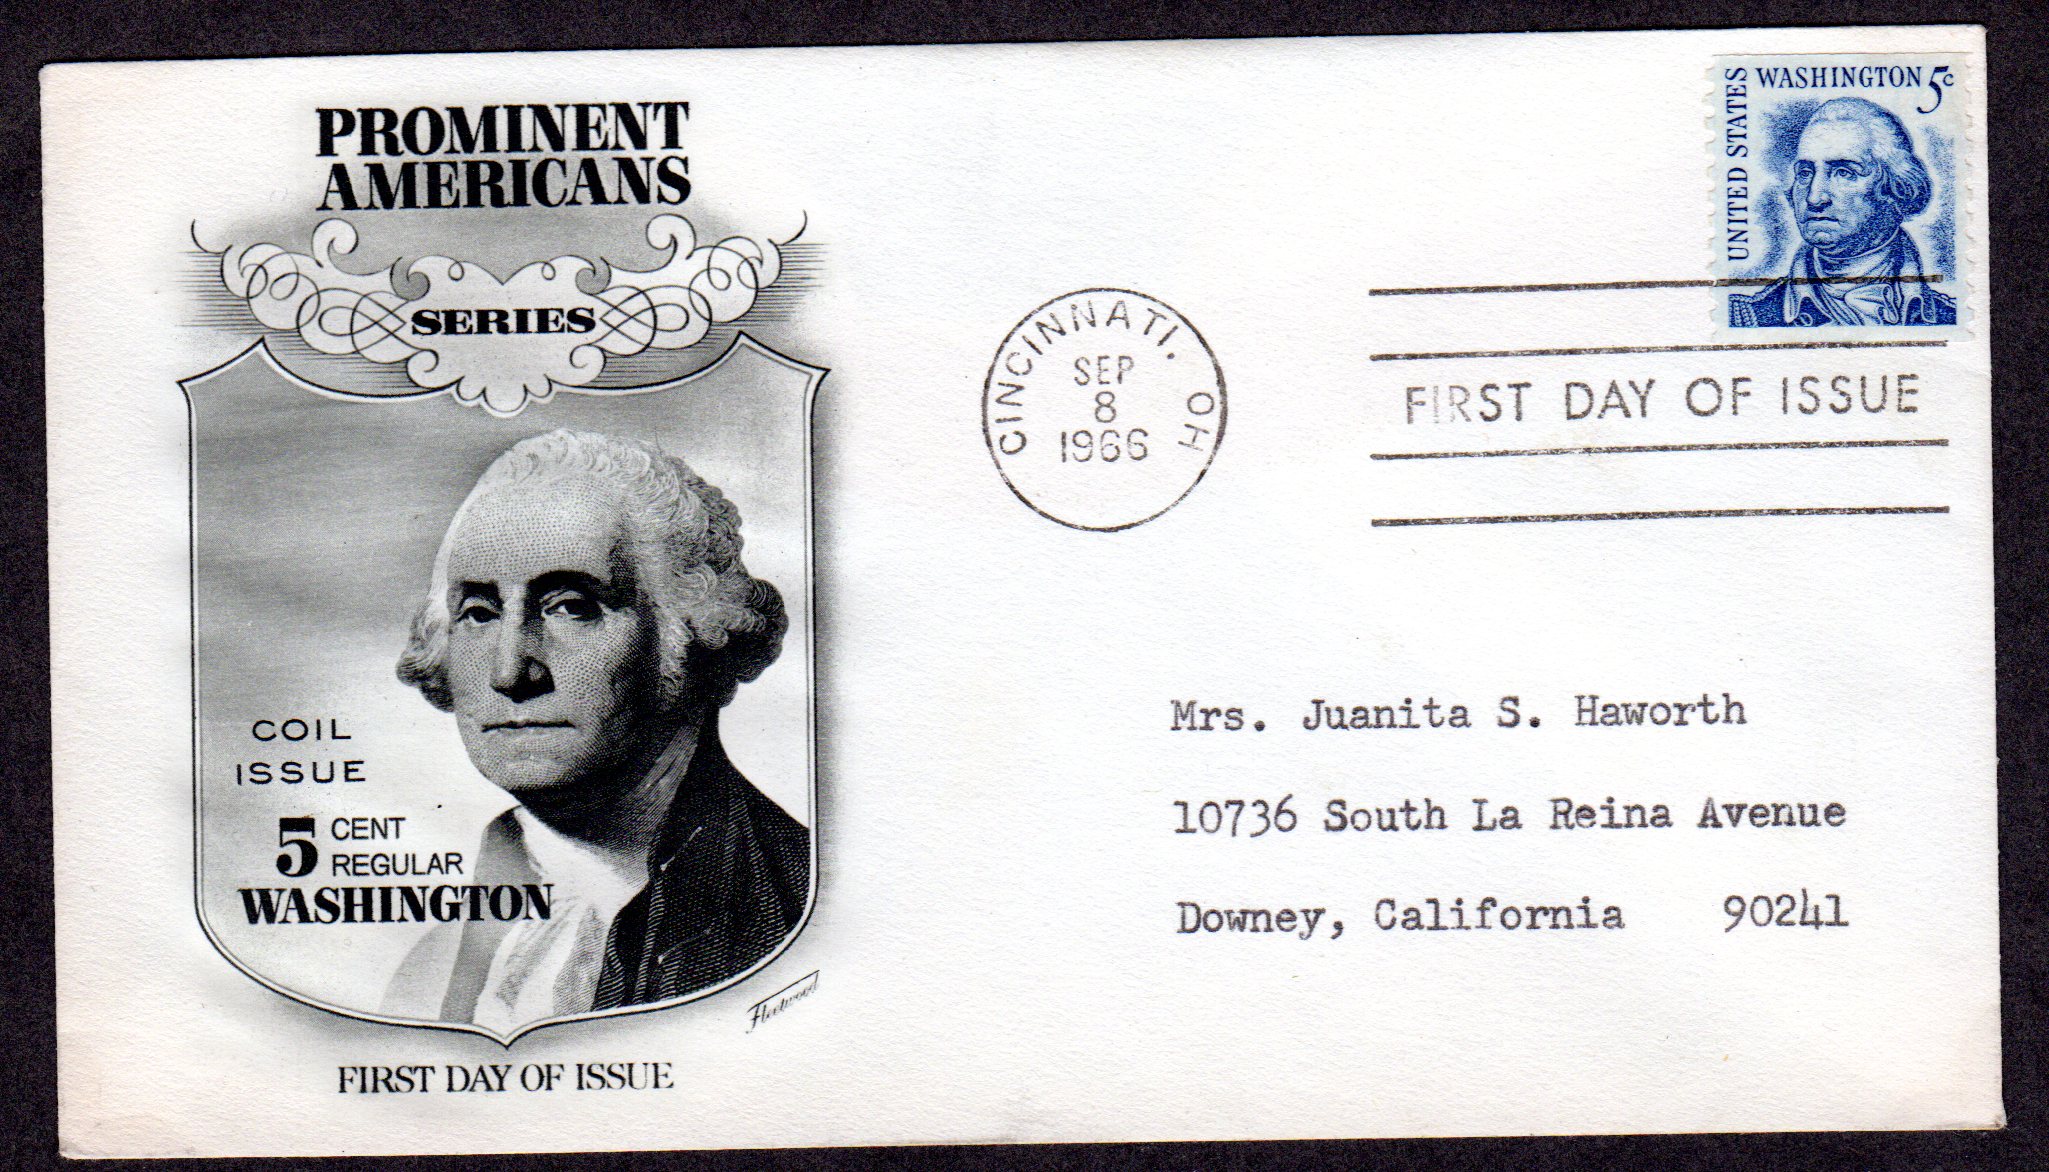 PROMINENT
AMERICANS
SERIES
COIL
ISSUE
5 CENT
REGULAR
WASHINGTON
Fleetwood
FIRST DAY OF ISSUE
CINCINNATI, OH
SEP
8
1966
UNITED STATES
WASHINGTON 5c
FIRST DAY OF ISSUE
Mrs. Juanita S. Haworth
10736 South La Reina Avenue
Downey, California 90241